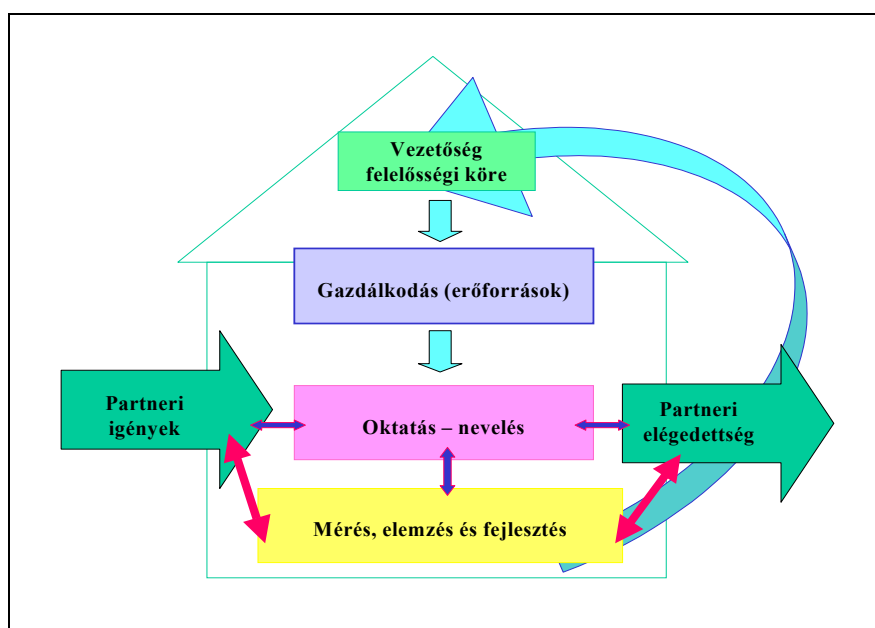 Vezetőség
felelősségi köre
Gazdálkodás (erőforrások)
Partneri
igények
Oktatás – nevelés
Partneri
elégedettség
Mérés, elemzés és fejlesztés